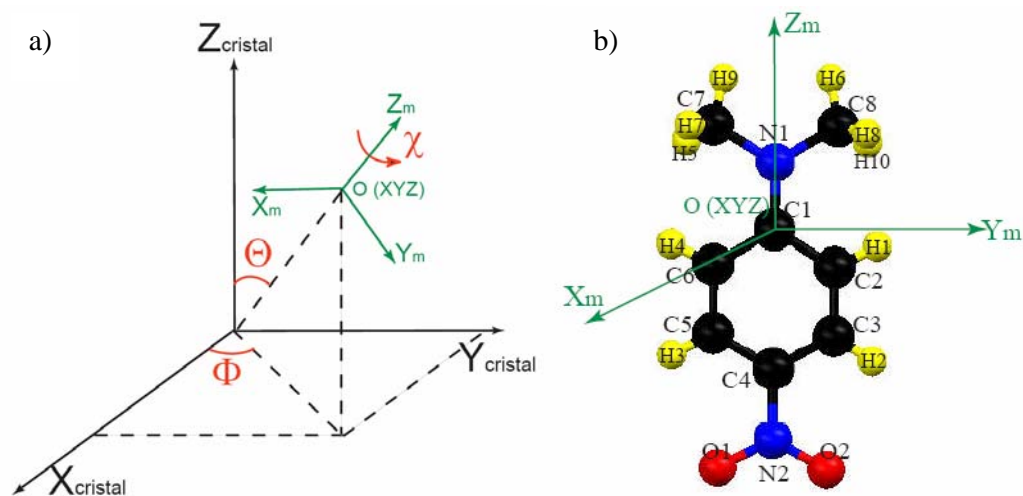 a)
Zcristal
Zm
χ
O (XYZ)
Xm
Ym
Θ
Φ
Ycristal
Xcristal
b)
Zm
H9
H6
C7
C8
H7
N1
H8
H5
H10
O (XYZ)
C1
Ym
H4
H1
C6
C2
Xm
C5
C3
H3
H2
C4
O1
O2
N2